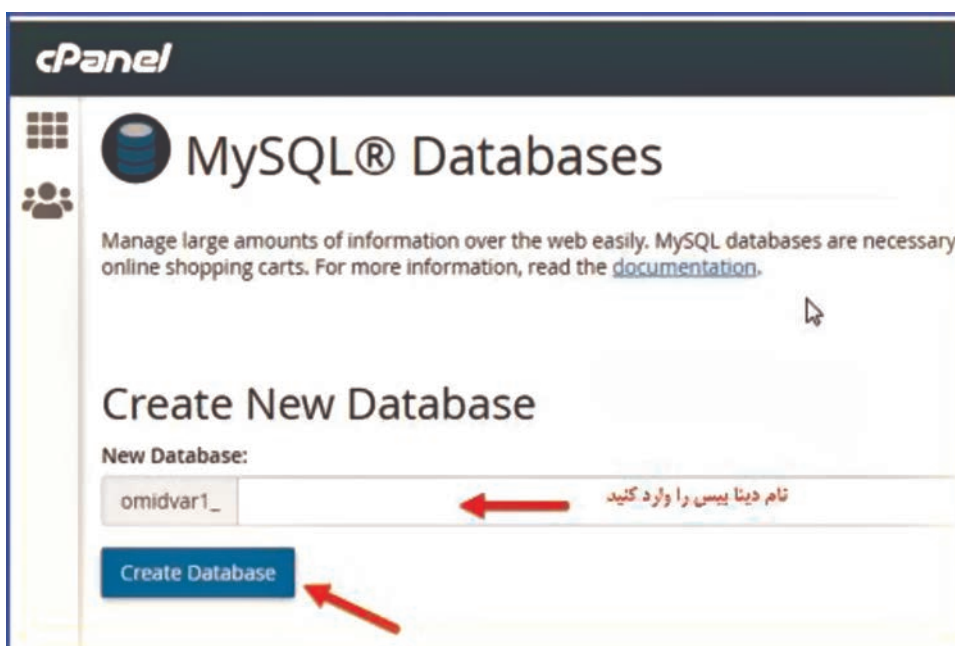 cPanel
MySQL® Databases
Manage large amounts of information over the web easily. MySQL databases are necessary
online shopping carts. For more information, read the documentation.
Create New Database
New Database:
omidvar1_
نام دیتا بیس را وارد کنید
Create Database